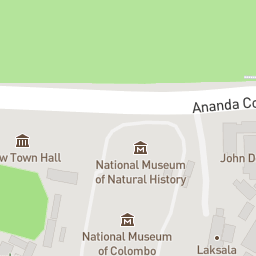 Ananda Co
w Town Hall
National Museum
of Natural History
John D
National Museum
of Colombo
Laksala